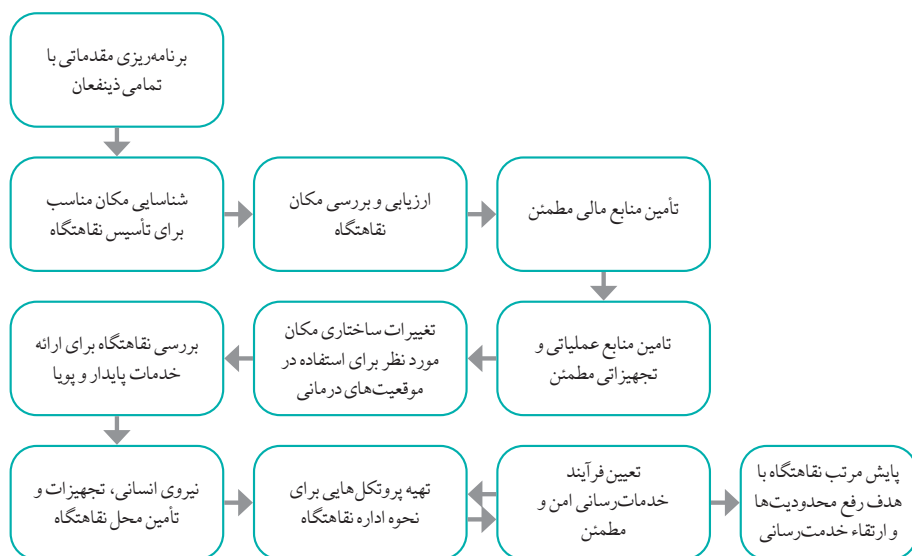 برنامه‌ریزی مقدماتی با
تمامی ذینفعان
شناسایی مکان مناسب
برای تأسیس نقاهتگاه
ارزیابی و بررسی مکان
نقاهتگاه
تأمین منابع مالی مطمئن
تامین منابع عملیاتی و
تجهیزاتی مطمئن
تغییرات ساختاری مکان
مورد نظر برای استفاده در
موقعیت‌های درمانی
بررسی نقاهتگاه برای ارائه
خدمات پایدار و پویا
نیروی انسانی، تجهیزات و
تأمین محل نقاهتگاه
تهیه پروتکل‌هایی برای
نحوه اداره نقاهتگاه
تعیین فرآیند
خدمات‌رسانی امن و
مطمئن
پایش مرتب نقاهتگاه با
هدف رفع محدودیت‌ها
و ارتقاء خدمت‌رسانی